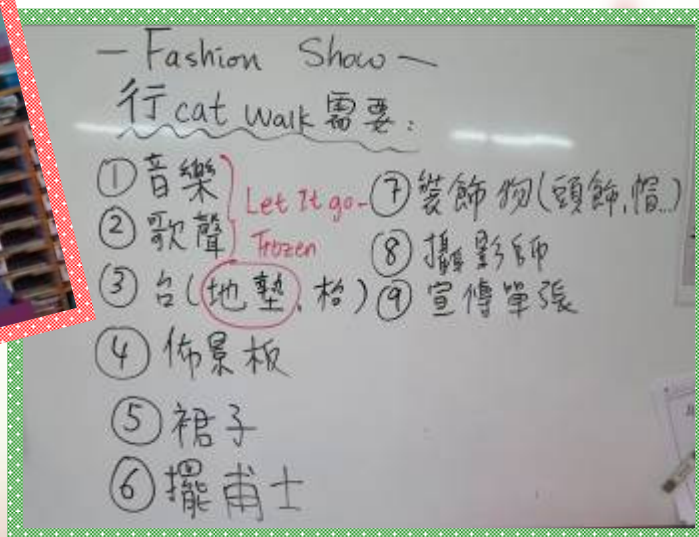 — Fashion Show —
行 cat walk 需要：
① 音樂
② 歌聲
Let It go -
Frozen
③ 台(地墊、枱)
④ 佈景板
⑤ 裙子
⑥ 擺甫士
⑦ 裝飾物(頭飾,帽...)
⑧ 攝影師
⑨ 宣傳單張